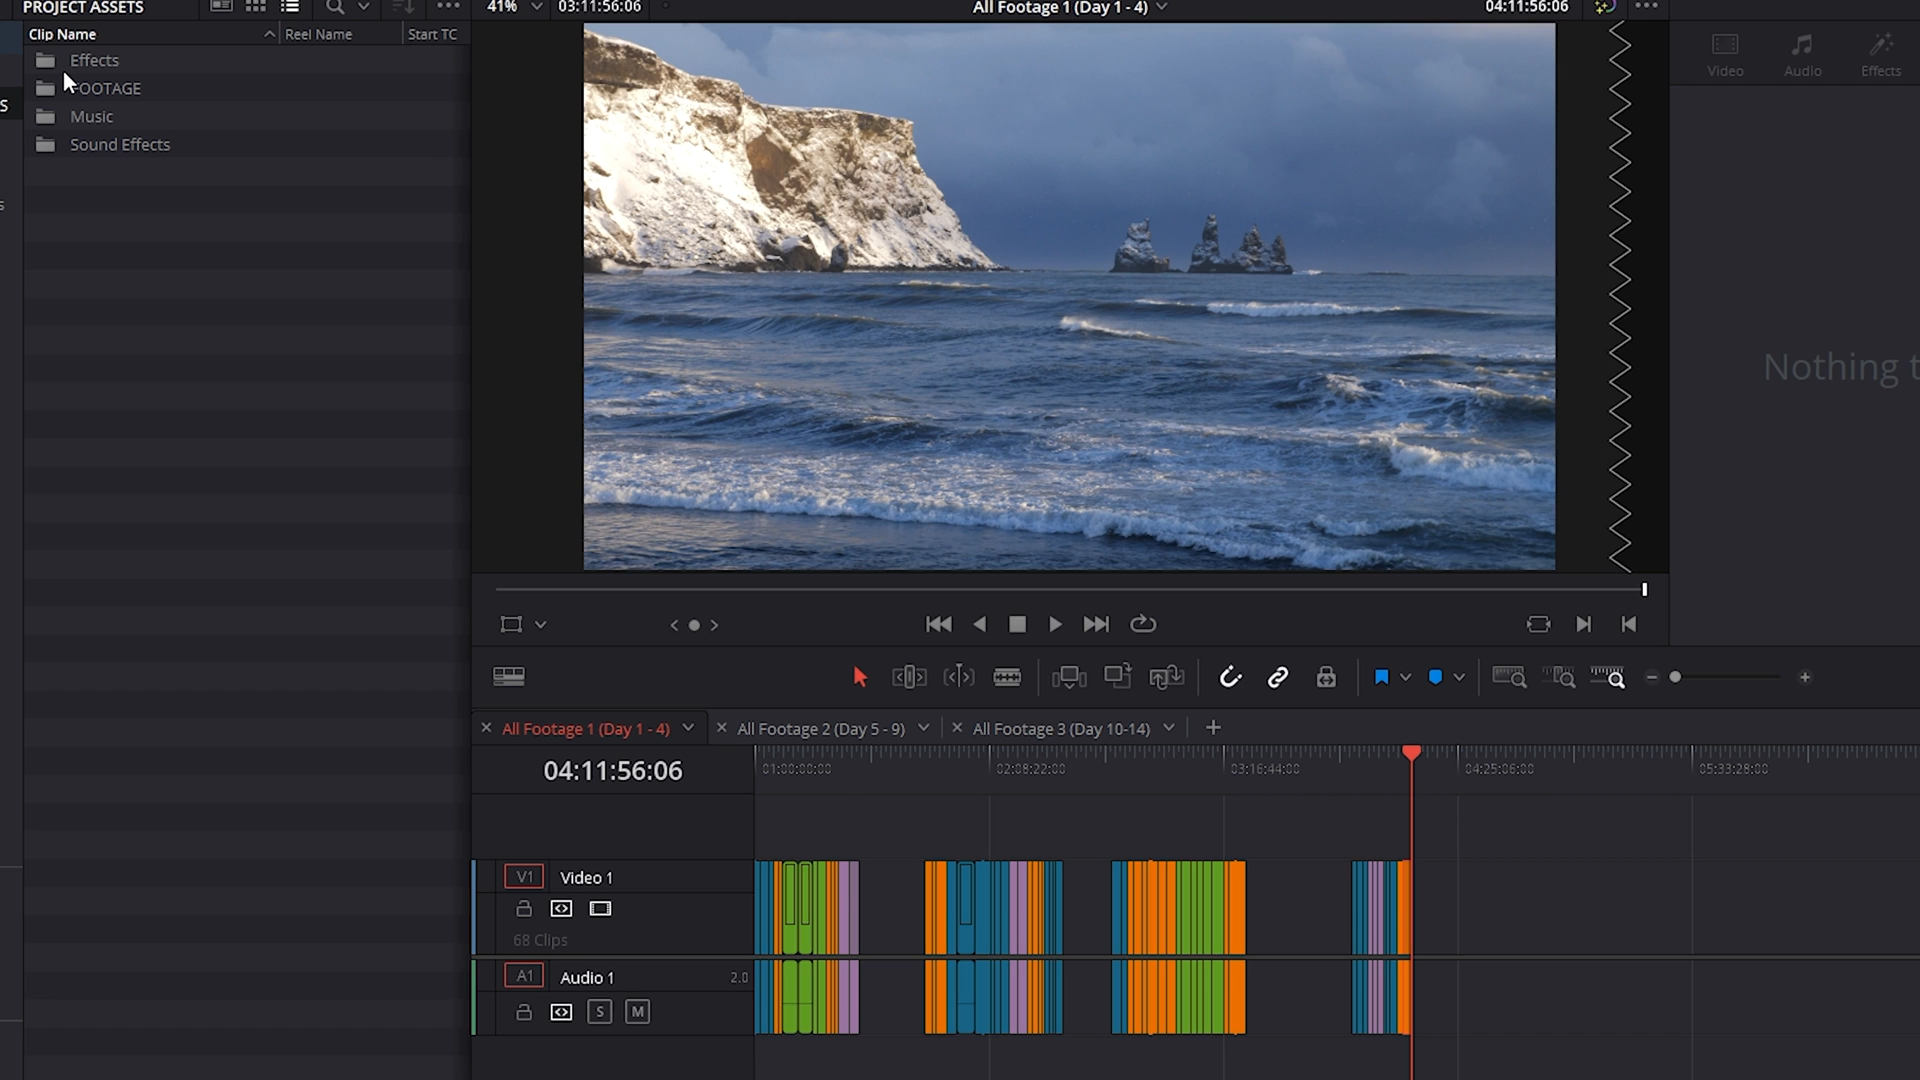 PROJECT ASSETS
41%
03:11:56:06
All Footage 1 (Day 1 - 4)
04:11:56:06
Clip Name
Reel Name
Start TC
Effects
OOTAGE
Music
Sound Effects
S
s
Video
Audio
Effects
Nothing t
All Footage 1 (Day 1 - 4)
All Footage 2 (Day 5 - 9)
All Footage 3 (Day 10-14)
04:11:56:06
01:00:00:00
02:08:22:00
03:16:44:00
04:25:06:00
05:33:28:00
V1
Video 1
68 Clips
A1
Audio 1
2.0
S
M